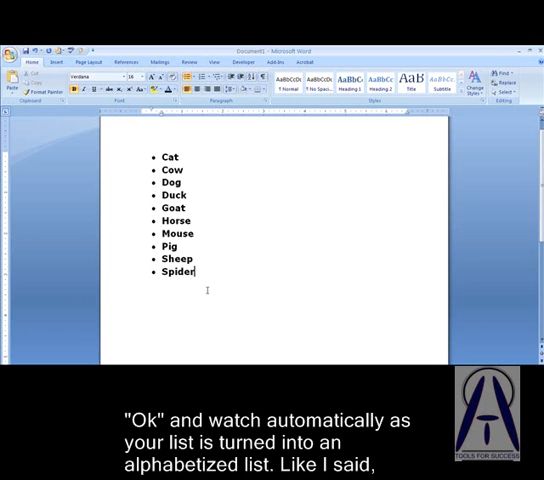 Document1 - Microsoft Word
Home
Insert
Page Layout
References
Mailings
Review
View
Developer
Add-Ins
Acrobat
Cut
Copy
Format Painter
Paste
Clipboard
Verdana
16
Font
Paragraph
AaBbCcDc
¶ Normal
AaBbCcDc
¶ No Spaci...
AaBbC
Heading 1
AaBbCc
Heading 2
AaB
Title
AaBbCc
Subtitle
Change
Styles
Styles
Find
Replace
Select
Editing
• Cat
• Cow
• Dog
• Duck
• Goat
• Horse
• Mouse
• Pig
• Sheep
• Spider
"Ok" and watch automatically as
your list is turned into an
alphabetized list. Like I said,
TOOLS FOR SUCCESS